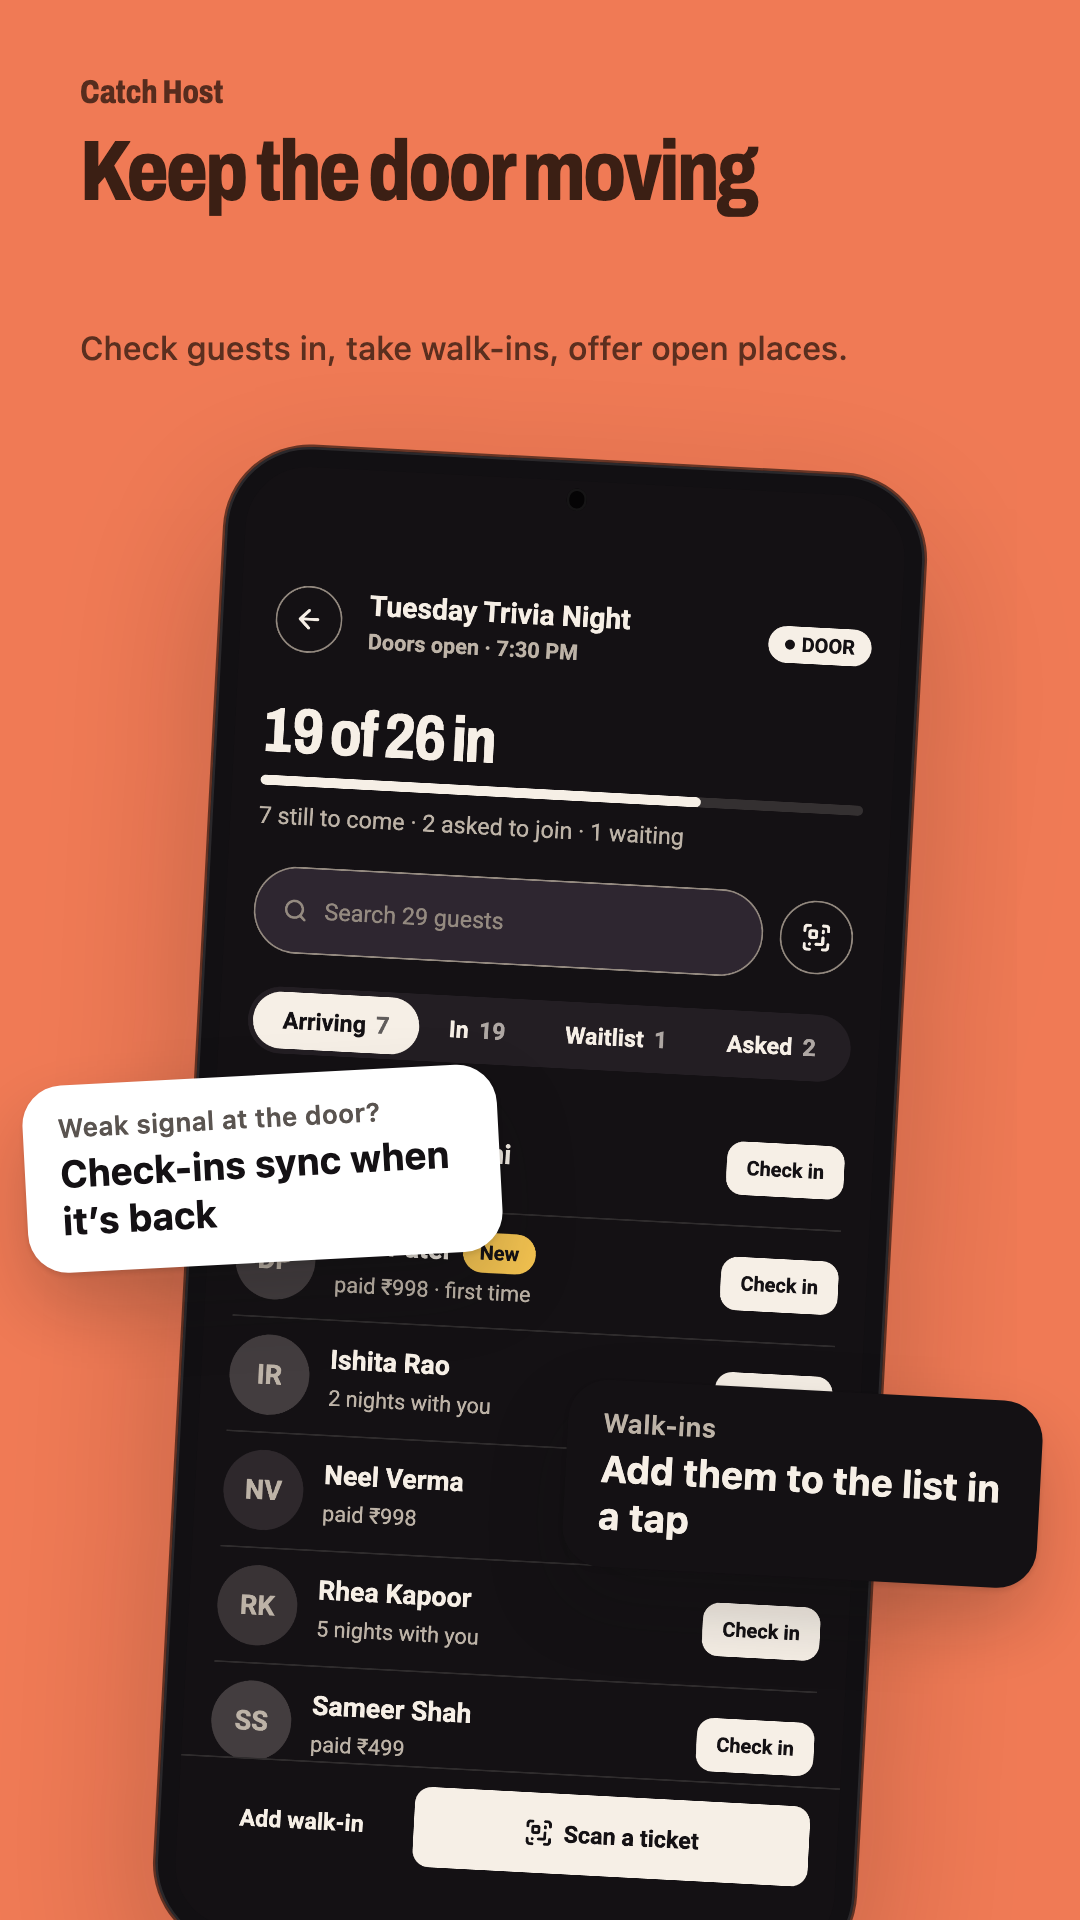 Catch Host
Keep the door moving
Check guests in, take walk-ins, offer open places.
Tuesday Trivia Night
Doors open · 7:30 PM
• DOOR
19 of 26 in
7 still to come · 2 asked to join · 1 waiting
Search 29 guests
Arriving 7
In 19
Waitlist 1
Asked 2
Weak signal at the door?
Check-ins sync when
it's back
Check in
New
paid ₹998 · first time
Check in
IR
Ishita Rao
2 nights with you
Walk-ins
Add them to the list in
a tap
NV
Neel Verma
paid ₹998
RK
Rhea Kapoor
5 nights with you
Check in
SS
Sameer Shah
paid ₹499
Check in
Add walk-in
Scan a ticket